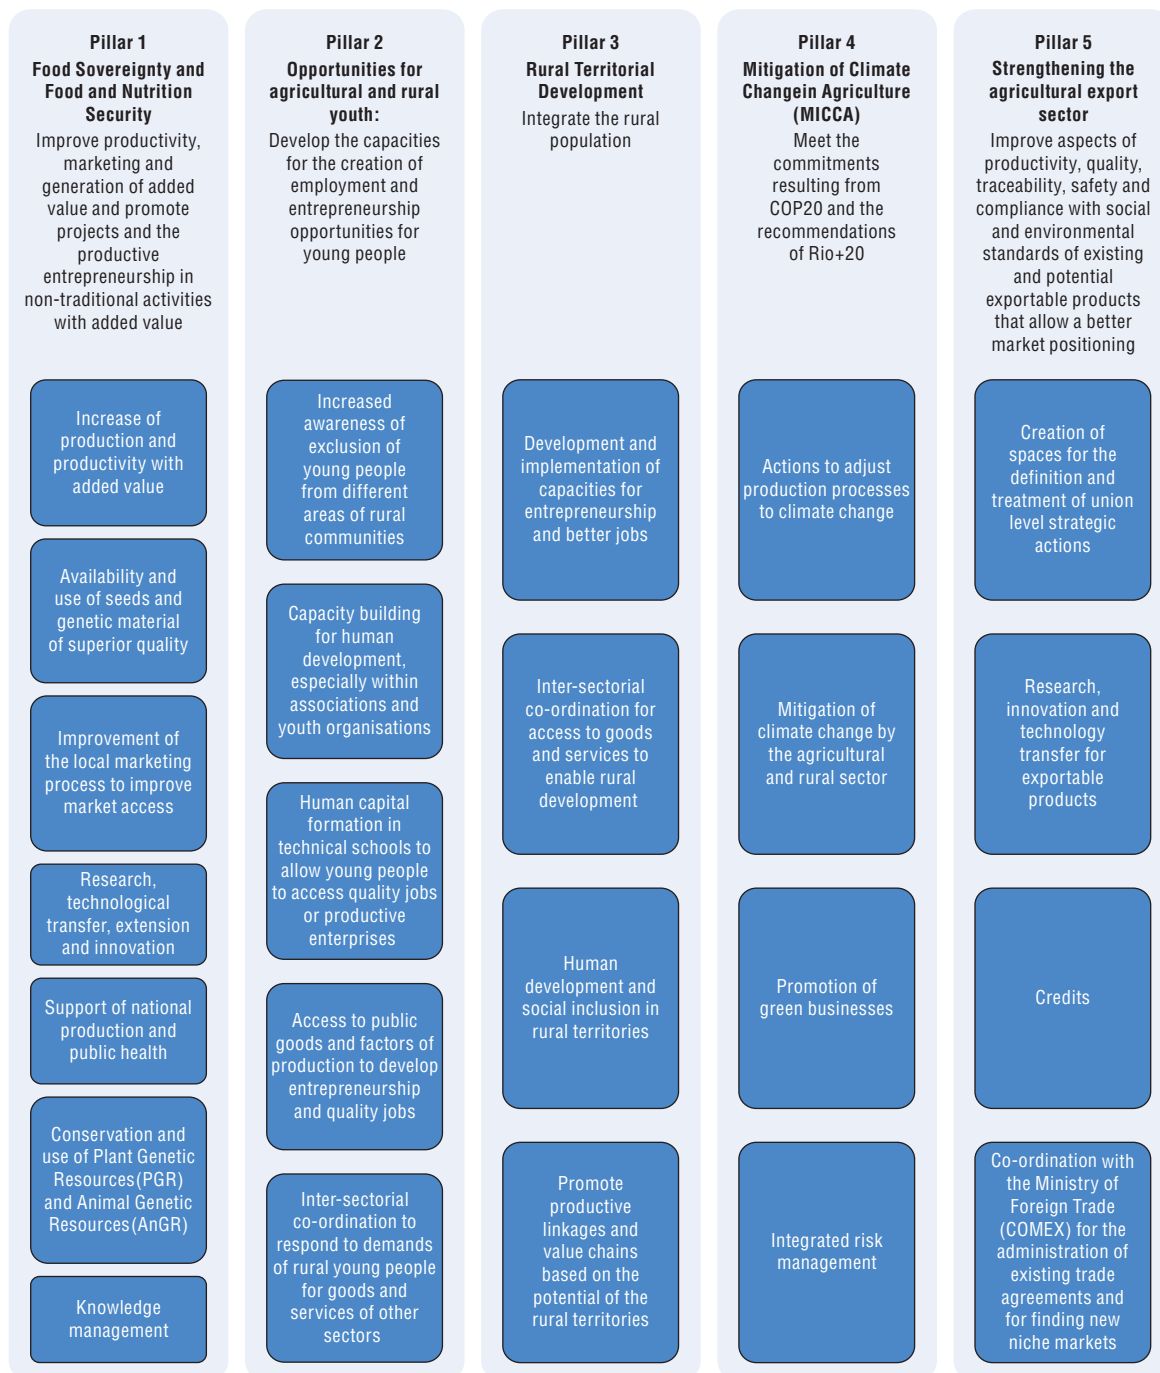 Pillar 1
Food Sovereignty and
Food and Nutrition
Security
Improve productivity,
marketing and
generation of added
value and promote
projects and the
productive
entrepreneurship in
non-traditional activities
with added value
Increase of
production and
productivity with
added value
Availability and
use of seeds and
genetic material
of superior quality
Improvement of
the local marketing
process to improve
market access
Research,
technological
transfer, extension
and innovation
Support of national
production and
public health
Conservation and
use of Plant Genetic
Resources(PGR)
and Animal Genetic
Resources(AnGR)
Knowledge
management
Pillar 2
Opportunities for
agricultural and rural
youth:
Develop the capacities
for the creation of
employment and
entrepreneurship
opportunities for
young people
Increased
awareness of
exclusion of
young people
from different
areas of rural
communities
Capacity building
for human
development,
especially within
associations and
youth organisations
Human capital
formation in
technical schools to
allow young people
to access quality jobs
or productive
enterprises
Access to public
goods and factors of
production to develop
entrepreneurship
and quality jobs
Inter-sectorial
co-ordination to
respond to demands
of rural young people
for goods and
services of other
sectors
Pillar 3
Rural Territorial
Development
Integrate the rural
population
Development and
implementation of
capacities for
entrepreneurship
and better jobs
Inter-sectorial
co-ordination for
access to goods
and services to
enable rural
development
Human
development and
social inclusion in
rural territories
Promote
productive
linkages and
value chains
based on the
potential of the
rural territories
Pillar 4
Mitigation of Climate
Changein Agriculture
(MICCA)
Meet the
commitments
resulting from
COP20 and the
recommendations
of Rio+20
Actions to adjust
production processes
to climate change
Mitigation of
climate change by
the agricultural
and rural sector
Promotion of
green businesses
Integrated risk
management
Pillar 5
Strengthening the
agricultural export
sector
Improve aspects of
productivity, quality,
traceability, safety and
compliance with social
and environmental
standards of existing
and potential
exportable products
that allow a better
market positioning
Creation of
spaces for the
definition and
treatment of union
level strategic
actions
Research,
innovation and
technology
transfer for
exportable
products
Credits
Co-ordination with
the Ministry of
Foreign Trade
(COMEX) for the
administration of
existing trade
agreements and
for finding new
niche markets